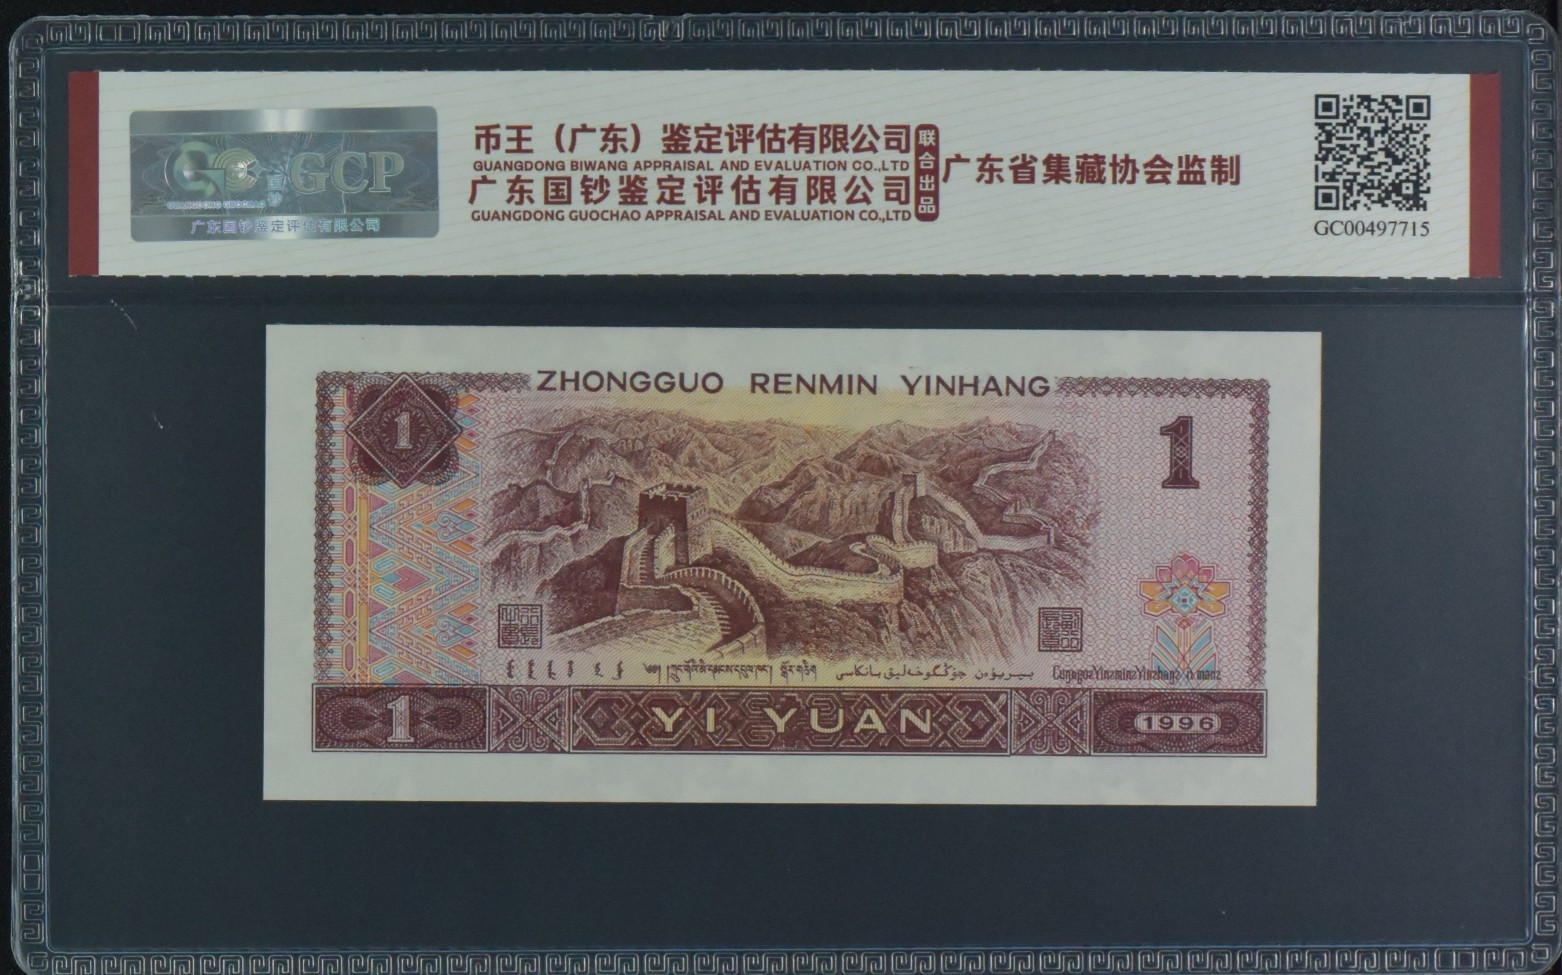 GCP
GUANGDONG GUOCHAO
广东国钞鉴定评估有限公司
币王（广东）鉴定评估有限公司
GUANGDONG BIWANG APPRAISAL AND EVALUATION CO.,LTD
广东国钞鉴定评估有限公司
GUANGDONG GUOCHAO APPRAISAL AND EVALUATION CO.,LTD
联合出品
广东省集藏协会监制
GC00497715
ZHONGGUO RENMIN YINHANG
1
1
1
YI YUAN
1996